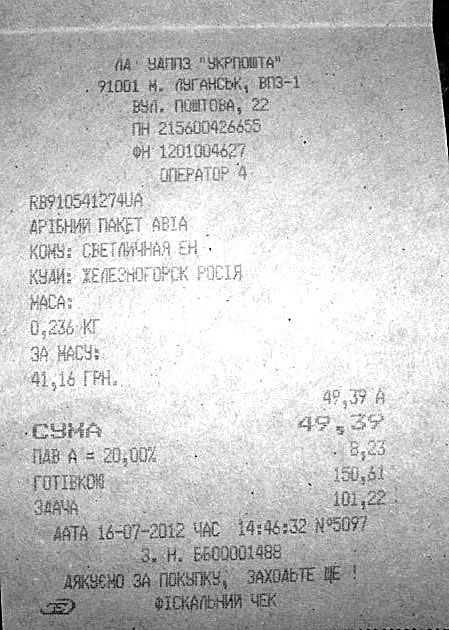 ЛА УДППЗ "УКРПОШТА"
91001 М. ЛУГАНСЬК, ВПЗ-1
ВУЛ. ПОШТОВА, 22
ПН 215600426655
ФН 1201004627
ОПЕРАТОР 4
RB910541274UA
ДРІБНИЙ ПАКЕТ АВІА
КОМУ: СВЕТЛИЧНАЯ ЕН
КУДИ: ЖЕЛЕЗНОГОРСК РОСІЯ
МАСА:
0,236 КГ
ЗА МАСУ:
41,16 ГРН.
49,39 А
СУМА 49,39
ПДВ А = 20,00% 8,23
ГОТІВКОЮ 150,61
ЗДАЧА 101,22
ДАТА 16-07-2012 ЧАС 14:46:32 №5097
З. Н. ББ00001488
ДЯКУЄМО ЗА ПОКУПКУ, ЗАХОДЬТЕ ЩЕ !
ФІСКАЛЬНИЙ ЧЕК